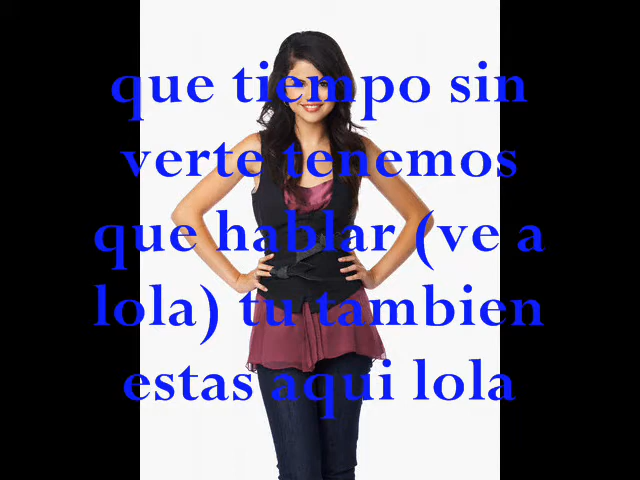 que tiempo sin
verte tenemos
que hablar (ve a
lola) tu tambien
estas aqui lola